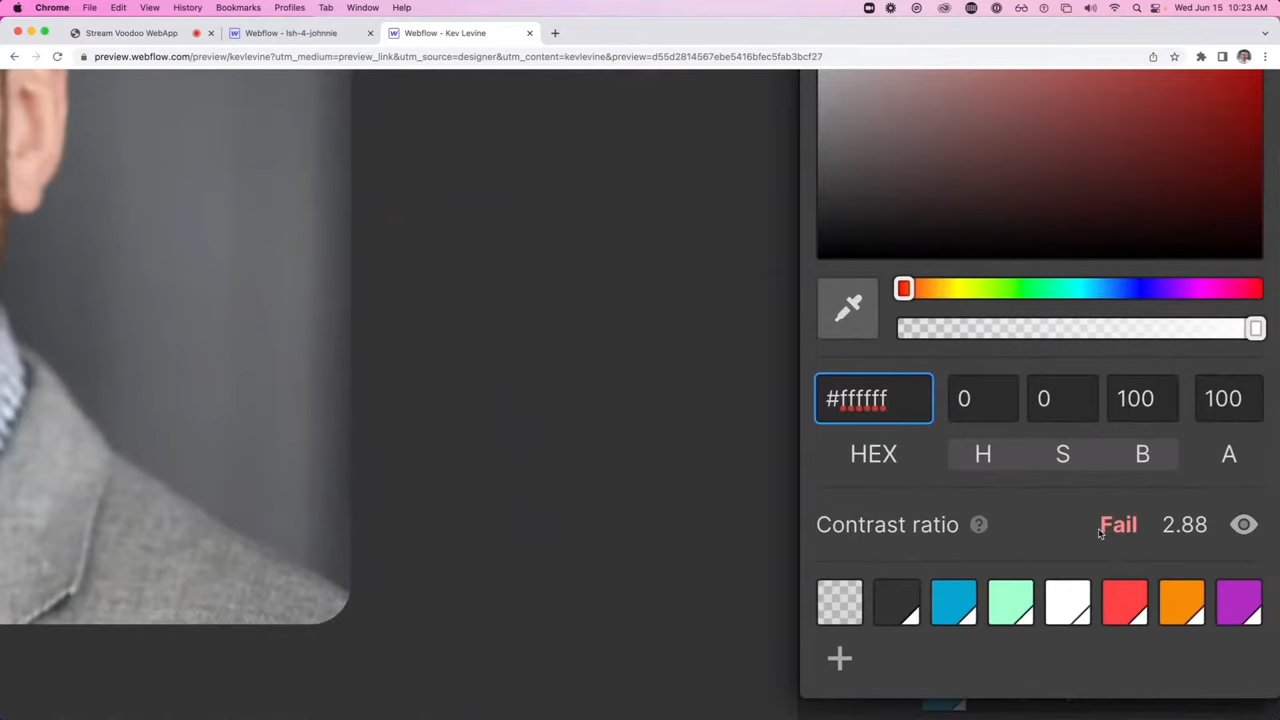 Chrome File Edit View History Bookmarks Profiles Tab Window Help Wed Jun 15 10:23 AM
Stream Voodoo WebApp Webflow - lsh-4-johnnie Webflow - Kev Levine
preview.webflow.com/preview/kevlevine?utm_medium=preview_link&utm_source=designer&utm_content=kevlevine&preview=d55d2814567ebe5416bfec5fab3bcf27
#ffffff 0 0 100 100
HEX H S B A
Contrast ratio ? Fail 2.88